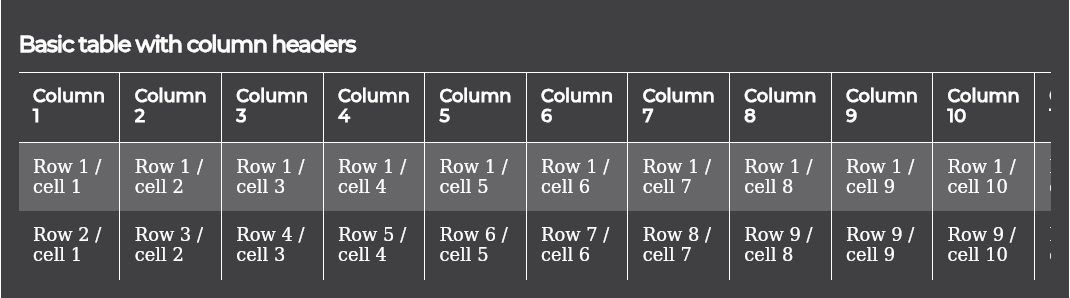 Basic table with column headers
Column 1 Column 2 Column 3 Column 4 Column 5 Column 6 Column 7 Column 8 Column 9 Column 10
Row 1 / cell 1 Row 1 / cell 2 Row 1 / cell 3 Row 1 / cell 4 Row 1 / cell 5 Row 1 / cell 6 Row 1 / cell 7 Row 1 / cell 8 Row 1 / cell 9 Row 1 / cell 10
Row 2 / cell 1 Row 3 / cell 2 Row 4 / cell 3 Row 5 / cell 4 Row 6 / cell 5 Row 7 / cell 6 Row 8 / cell 7 Row 9 / cell 8 Row 9 / cell 9 Row 9 / cell 10